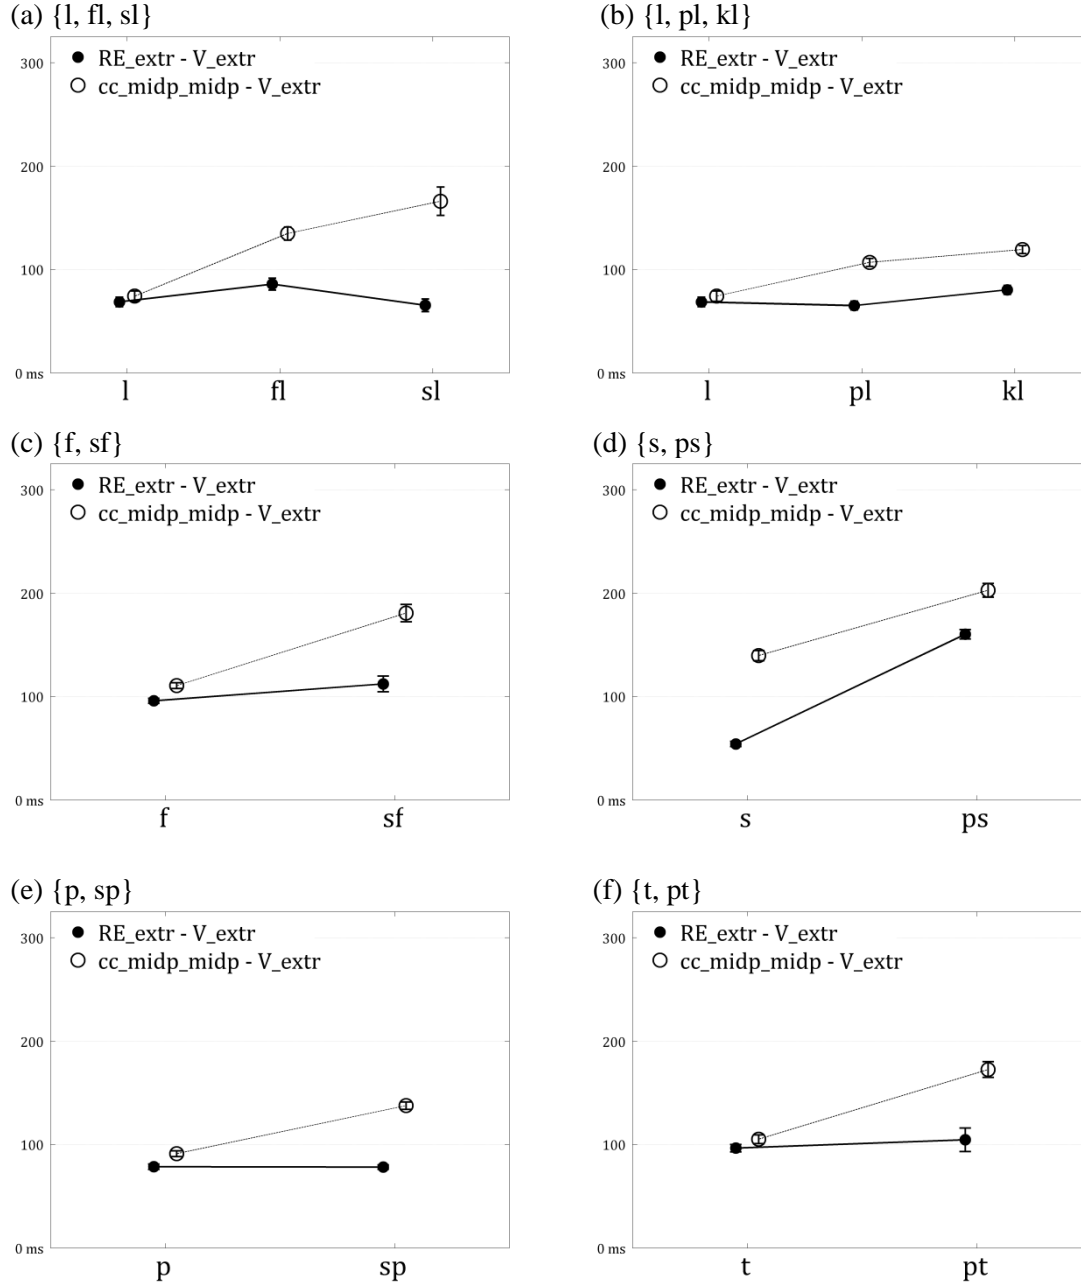 (a) {l, fl, sl}
RE_extr - V_extr
cc_midp_midp - V_extr
300
200
100
0 ms
l fl sl
(b) {l, pl, kl}
RE_extr - V_extr
cc_midp_midp - V_extr
300
200
100
0 ms
l pl kl
(c) {f, sf}
RE_extr - V_extr
cc_midp_midp - V_extr
300
200
100
0 ms
f sf
(d) {s, ps}
RE_extr - V_extr
cc_midp_midp - V_extr
300
200
100
0 ms
s ps
(e) {p, sp}
RE_extr - V_extr
cc_midp_midp - V_extr
300
200
100
0 ms
p sp
(f) {t, pt}
RE_extr - V_extr
cc_midp_midp - V_extr
300
200
100
0 ms
t pt